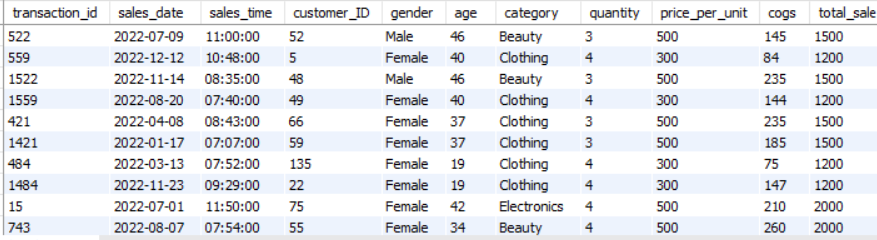 transaction_id sales_date sales_time customer_ID gender age category quantity price_per_unit cogs total_sale
522 2022-07-09 11:00:00 52 Male 46 Beauty 3 500 145 1500
559 2022-12-12 10:48:00 5 Female 40 Clothing 4 300 84 1200
1522 2022-11-14 08:35:00 48 Male 46 Beauty 3 500 235 1500
1559 2022-08-20 07:40:00 49 Female 40 Clothing 4 300 144 1200
421 2022-04-08 08:43:00 66 Female 37 Clothing 3 500 235 1500
1421 2022-01-17 07:07:00 59 Female 37 Clothing 3 500 185 1500
484 2022-03-13 07:52:00 135 Female 19 Clothing 4 300 75 1200
1484 2022-11-23 09:29:00 22 Female 19 Clothing 4 300 147 1200
15 2022-07-01 11:50:00 75 Female 42 Electronics 4 500 210 2000
743 2022-08-07 07:54:00 55 Female 34 Beauty 4 500 260 2000